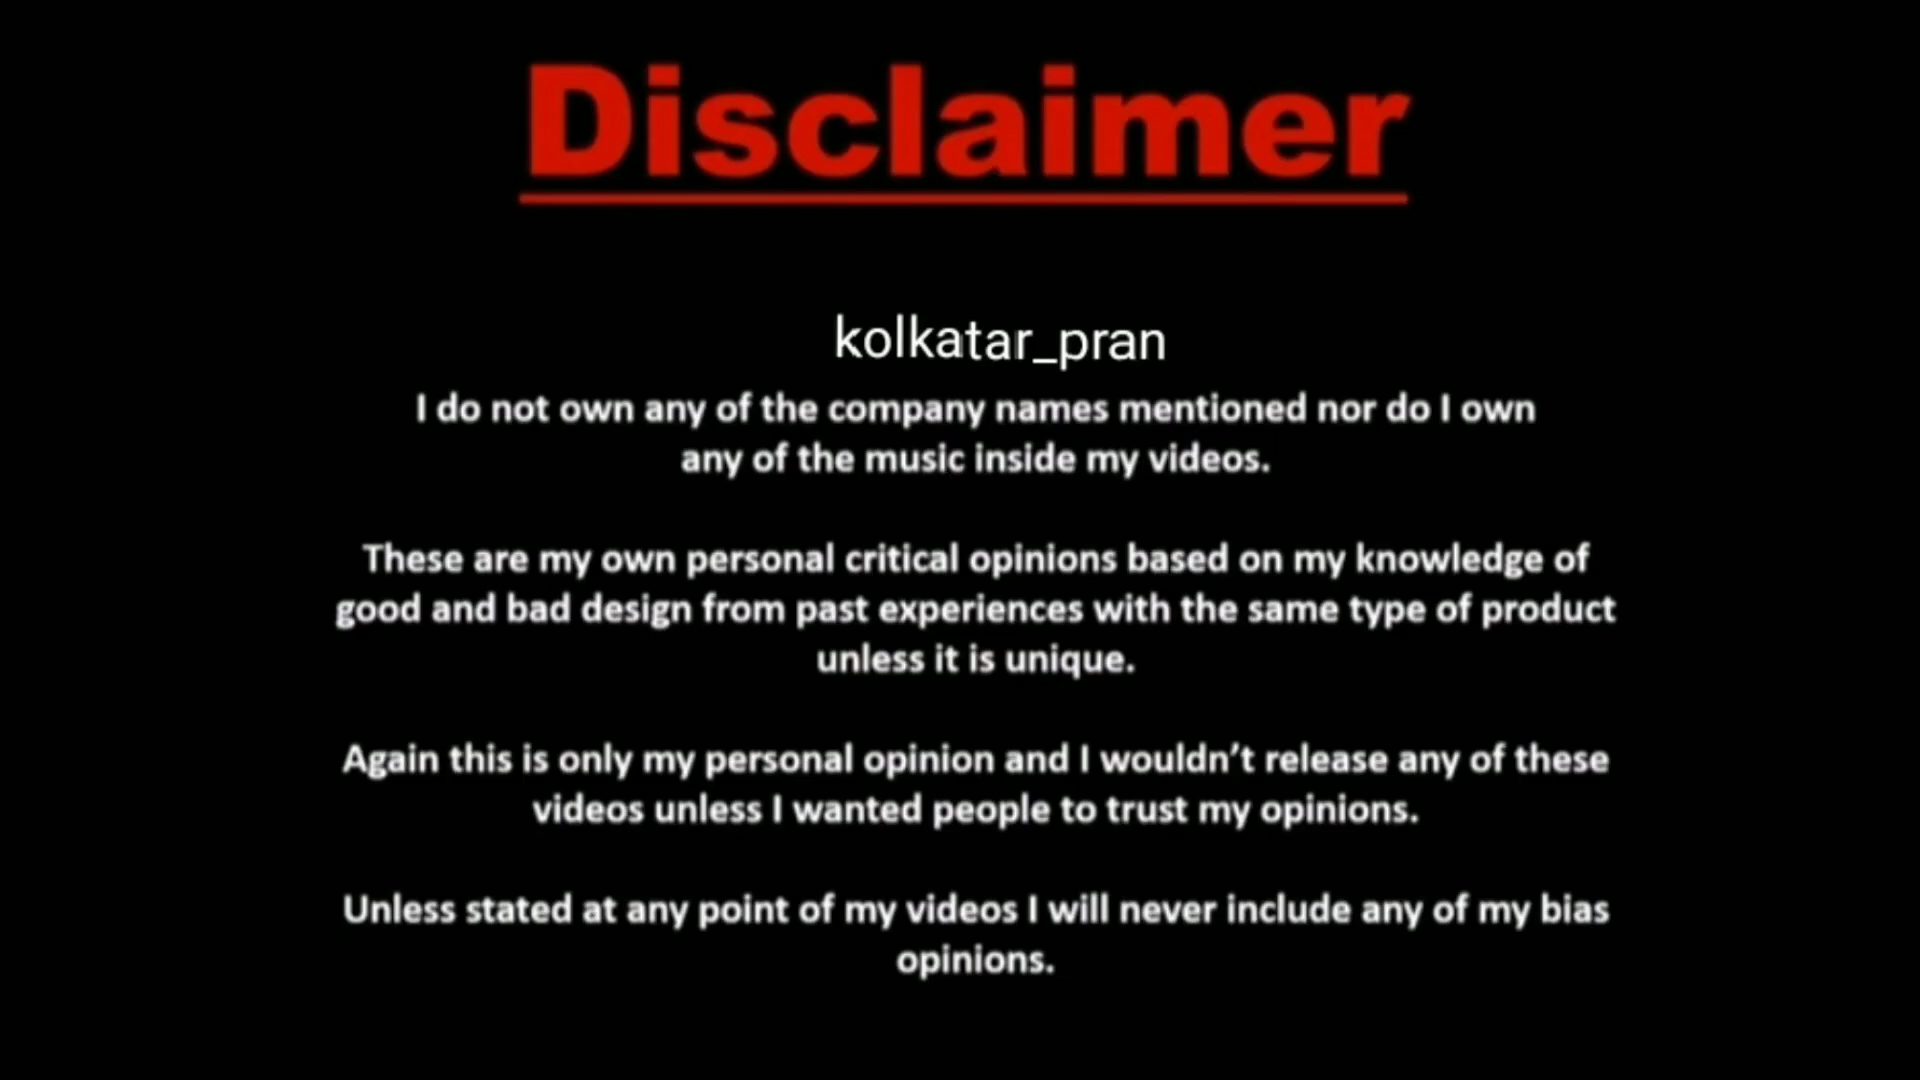 Disclaimer
kolkatar_pran
I do not own any of the company names mentioned nor do I own
any of the music inside my videos.
These are my own personal critical opinions based on my knowledge of
good and bad design from past experiences with the same type of product
unless it is unique.
Again this is only my personal opinion and I wouldn’t release any of these
videos unless I wanted people to trust my opinions.
Unless stated at any point of my videos I will never include any of my bias
opinions.